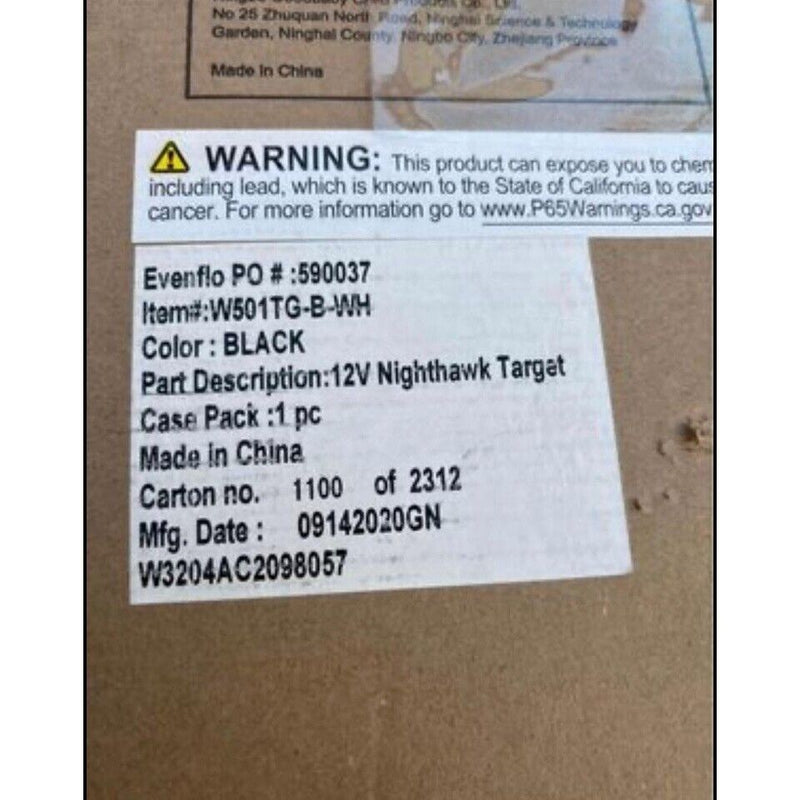 No 25 Zhuquan North Road, Ninghai Science & Technology
Garden, Ninghai County, Ningbo City, Zhejiang Province
Made In China
WARNING: This product can expose you to chem
including lead, which is known to the State of California to caus
cancer. For more information go to www.P65Warnings.ca.gov
Evenflo PO # :590037
Item#:W501TG-B-WH
Color : BLACK
Part Description:12V Nighthawk Target
Case Pack :1 pc
Made in China
Carton no. 1100 of 2312
Mfg. Date : 09142020GN
W3204AC2098057